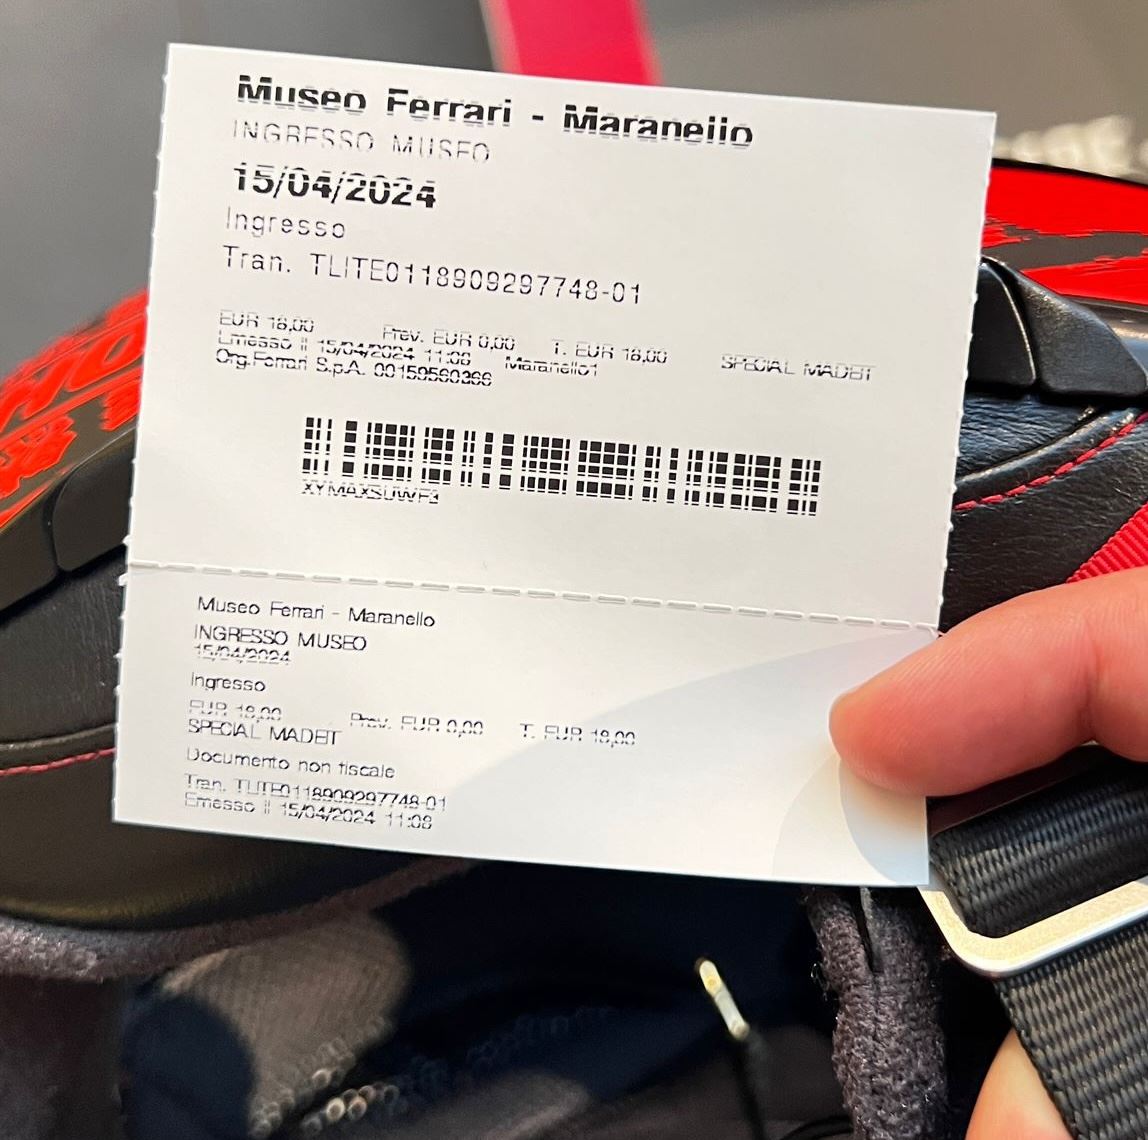 Museo Ferrari - Maranello
INGRESSO MUSEO
15/04/2024
Ingresso
Tran. TLITE0118909297748-01
EUR 18,00 Prev. EUR 0,00 T. EUR 18,00 SPECIAL MADEIT
Emesso il 15/04/2024 11:08 Maranello1
Org.Ferrari S.p.A. 00159560366
XYMAXSUWF3
Museo Ferrari - Maranello
INGRESSO MUSEO
15/04/2024
Ingresso
EUR 18,00 Prev. EUR 0,00 T. EUR 18,00
SPECIAL MADEIT
Documento non fiscale
Tran. TLITE0118909297748-01
Emesso il 15/04/2024 11:08